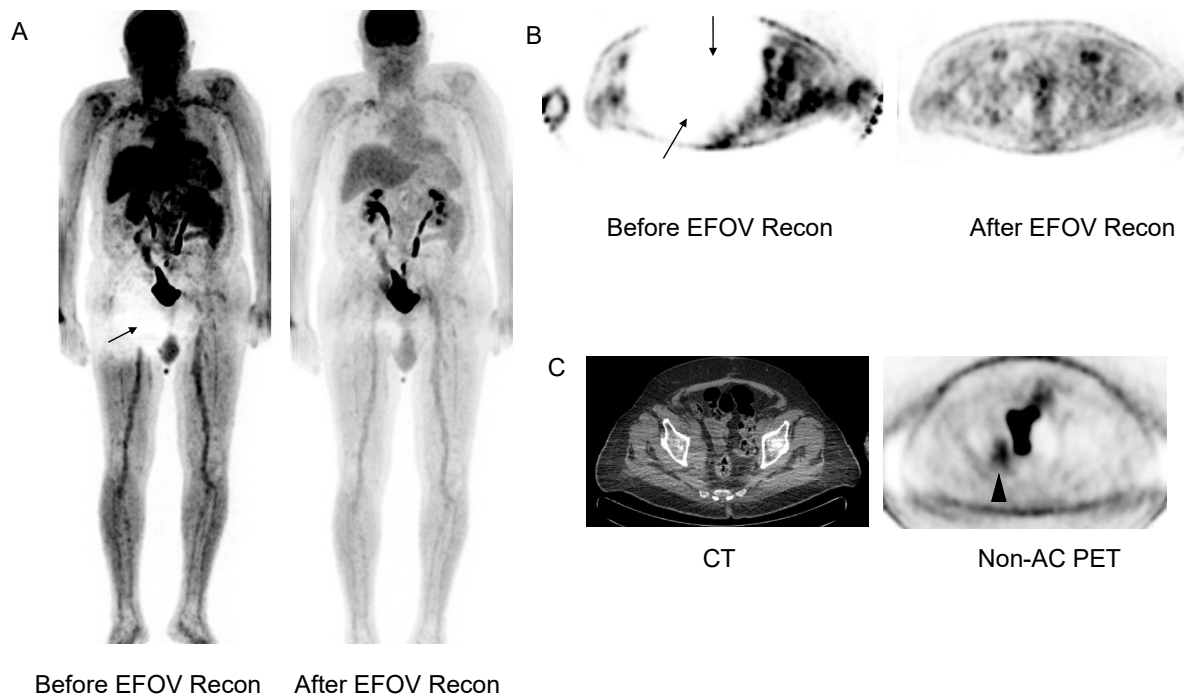 A
Before EFOV Recon
After EFOV Recon
B
Before EFOV Recon
After EFOV Recon
C
CT
Non-AC PET